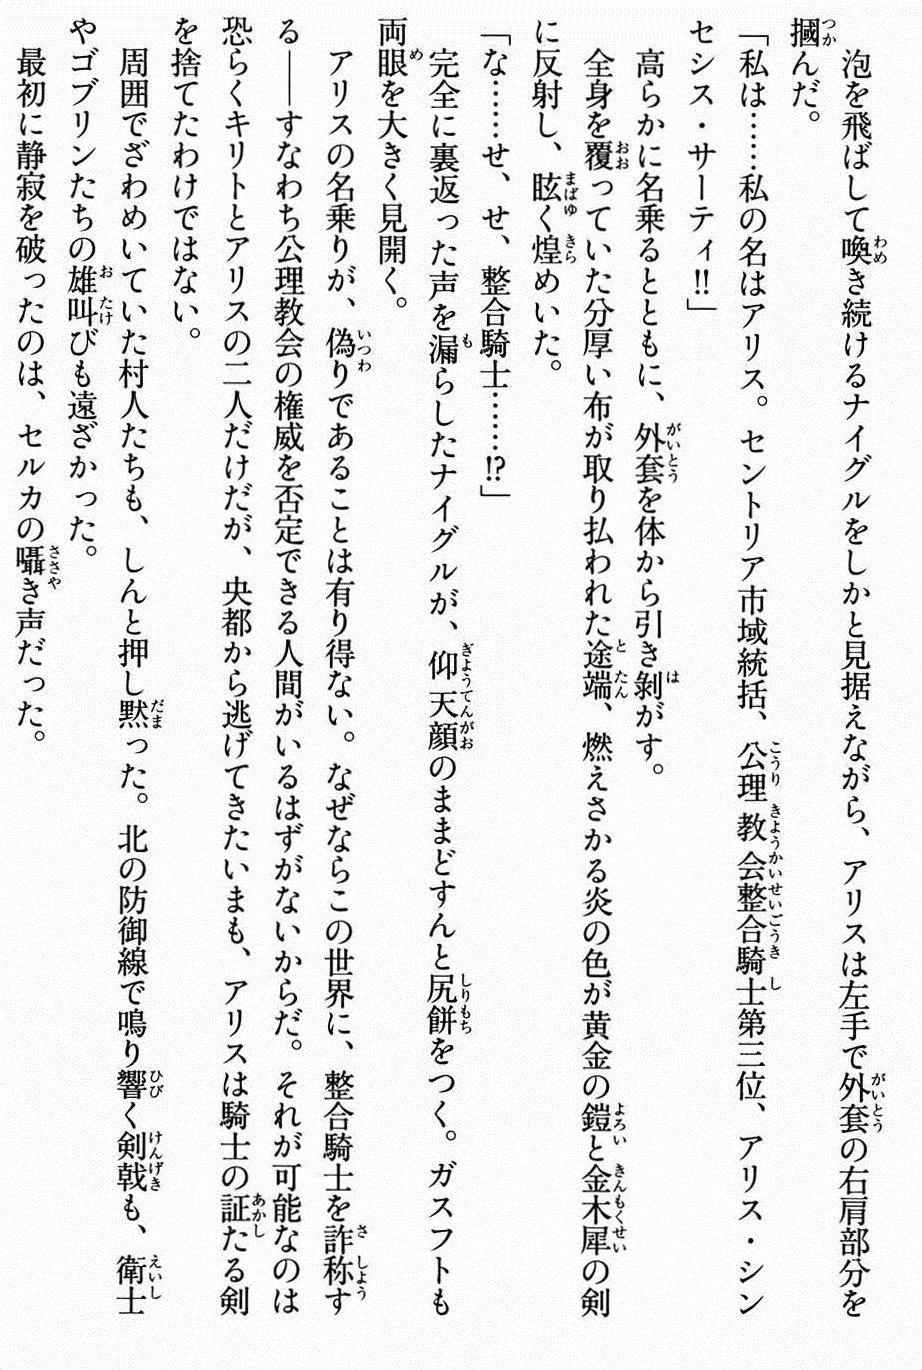 泡を飛ばして喚き続けるナイグルをしかと見据えながら、アリスは左手で外套の右肩部分を
摑んだ。
「私は……私の名はアリス。セントリア市域統括、公理教会整合騎士第三位、アリス・シン
セシス・サーティ!!」
高らかに名乗るとともに、外套を体から引き剝がす。
全身を覆っていた分厚い布が取り払われた途端、燃えさかる炎の色が黄金の鎧と金木犀の剣
に反射し、眩く煌めいた。
「な……せ、せ、整合騎士……!?」
完全に裏返った声を漏らしたナイグルが、仰天顔のままどすんと尻餅をつく。ガスフトも
両眼を大きく見開く。
アリスの名乗りが、偽りであることは有り得ない。なぜならこの世界に、整合騎士を詐称す
る――すなわち公理教会の権威を否定できる人間がいるはずがないからだ。それが可能なのは
恐らくキリトとアリスの二人だけだが、央都から逃げてきたいまも、アリスは騎士の証たる剣
を捨てたわけではない。
周囲でざわめいていた村人たちも、しんと押し黙った。北の防御線で鳴り響く剣戟も、衛士
やゴブリンたちの雄叫びも遠ざかった。
最初に静寂を破ったのは、セルカの囁き声だった。